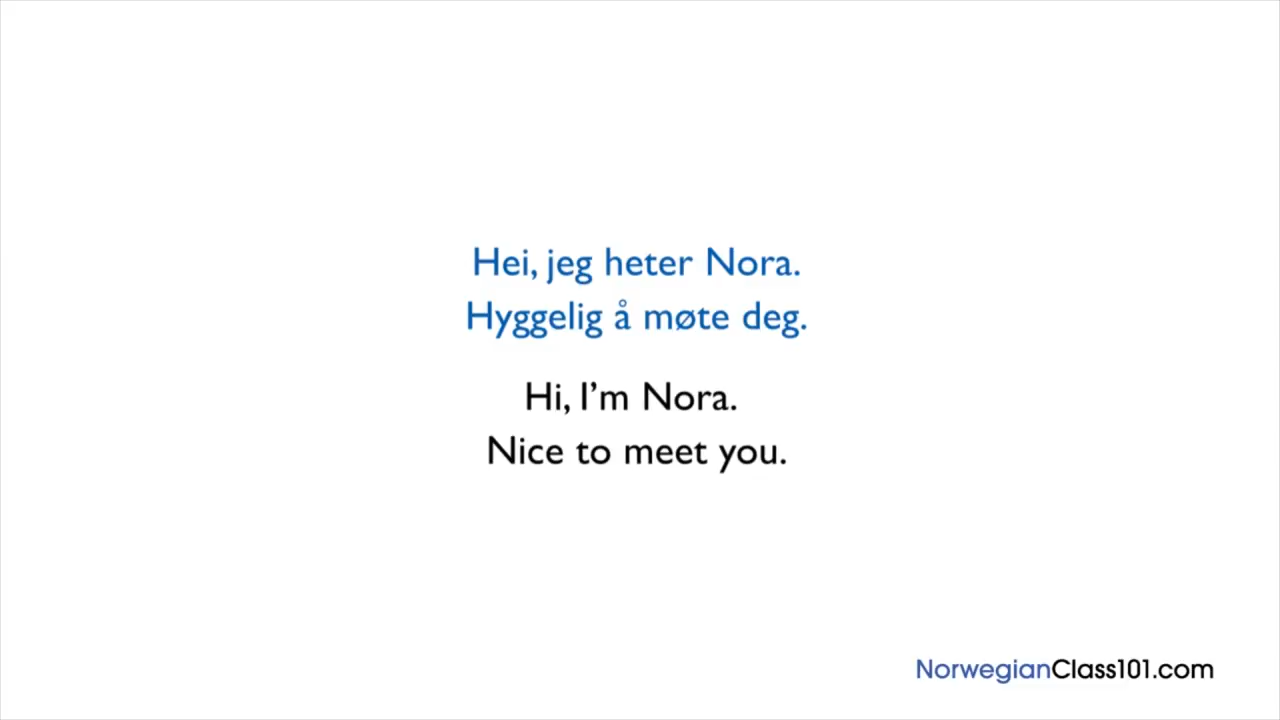 Hei, jeg heter Nora.
Hyggelig å møte deg.
Hi, I'm Nora.
Nice to meet you.
NorwegianClass101.com